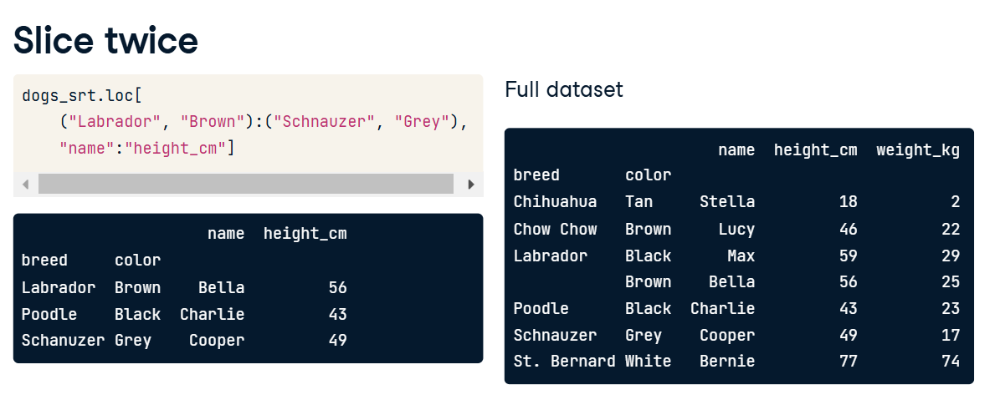 Slice twice
dogs_srt.loc[
    ("Labrador", "Brown"):("Schnauzer", "Grey"),
    "name":"height_cm"]
                    name  height_cm
breed     color
Labrador  Brown    Bella         56
Poodle    Black  Charlie         43
Schanuzer Grey    Cooper         49
Full dataset
                      name  height_cm  weight_kg
breed       color
Chihuahua   Tan     Stella         18          2
Chow Chow   Brown     Lucy         46         22
Labrador    Black      Max         59         29
            Brown    Bella         56         25
Poodle      Black  Charlie         43         23
Schnauzer   Grey    Cooper         49         17
St. Bernard White   Bernie         77         74